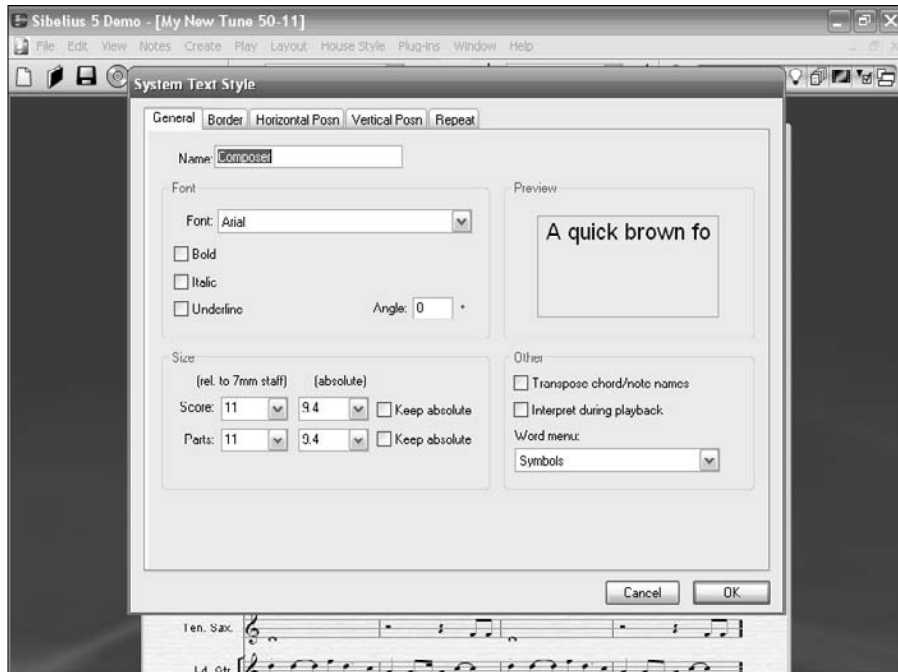 Sibelius 5 Demo - [My New Tune 50-11]
File Edit View Notes Create Play Layout House Style Plug-ins Window Help
System Text Style
General Border Horizontal Posn Vertical Posn Repeat
Name: Composer
Font Preview
Font: Arial
A quick brown fo
Bold
Italic
Underline Angle: 0 °
Size Other
(rel. to 7mm staff) (absolute)
Transpose chord/note names
Score: 11 9.4 Keep absolute
Interpret during playback
Parts: 11 9.4 Keep absolute
Word menu:
Symbols
Cancel OK
Ten. Sax.
Ld. Gtr